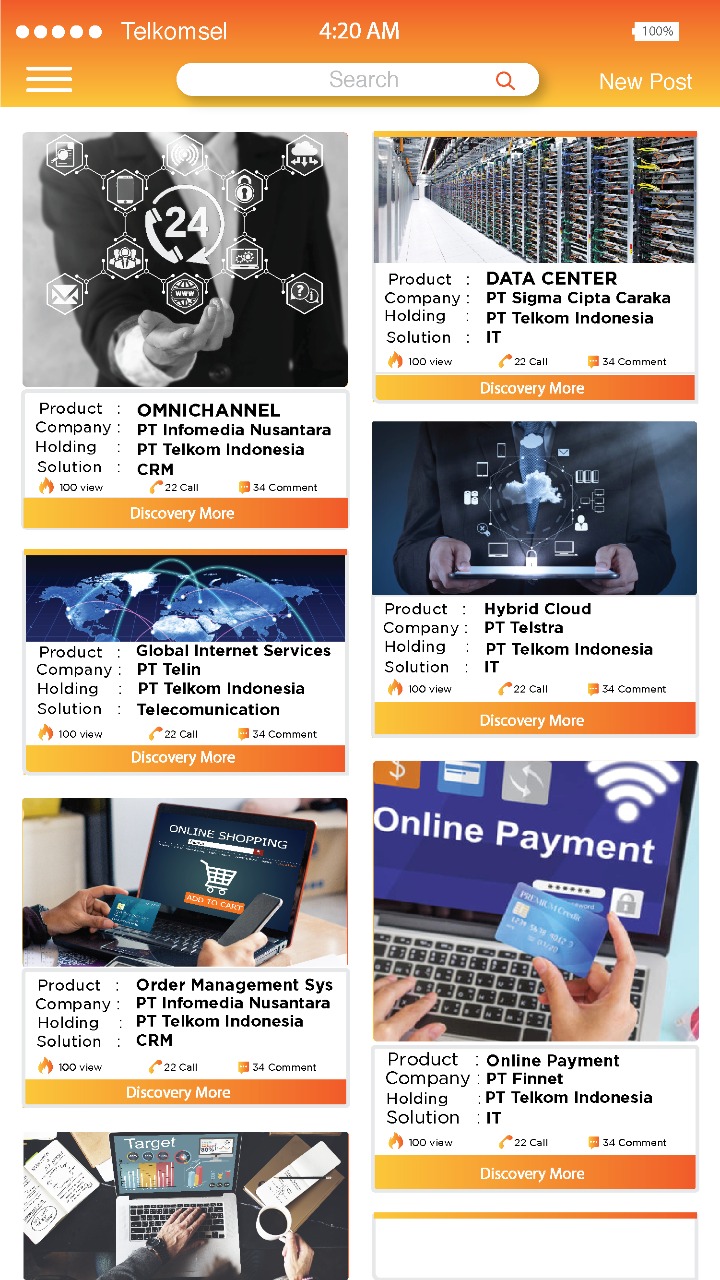 Telkomsel 4:20 AM 100%
Search New Post
24
www
Product : OMNICHANNEL
Company : PT Infomedia Nusantara
Holding : PT Telkom Indonesia
Solution : CRM
100 view 22 Call 34 Comment
Discovery More
Product : Global Internet Services
Company : PT Telin
Holding : PT Telkom Indonesia
Solution : Telecomunication
100 view 22 Call 34 Comment
Discovery More
ONLINE SHOPPING
ADD TO CART
Product : Order Management Sys
Company : PT Infomedia Nusantara
Holding : PT Telkom Indonesia
Solution : CRM
100 view 22 Call 34 Comment
Discovery More
Target
80%
Product : DATA CENTER
Company : PT Sigma Cipta Caraka
Holding : PT Telkom Indonesia
Solution : IT
100 view 22 Call 34 Comment
Discovery More
Product : Hybrid Cloud
Company : PT Telstra
Holding : PT Telkom Indonesia
Solution : IT
100 view 22 Call 34 Comment
Discovery More
$
Online Payment
PREMIUM Credit
Product : Online Payment
Company : PT Finnet
Holding : PT Telkom Indonesia
Solution : IT
100 view 22 Call 34 Comment
Discovery More